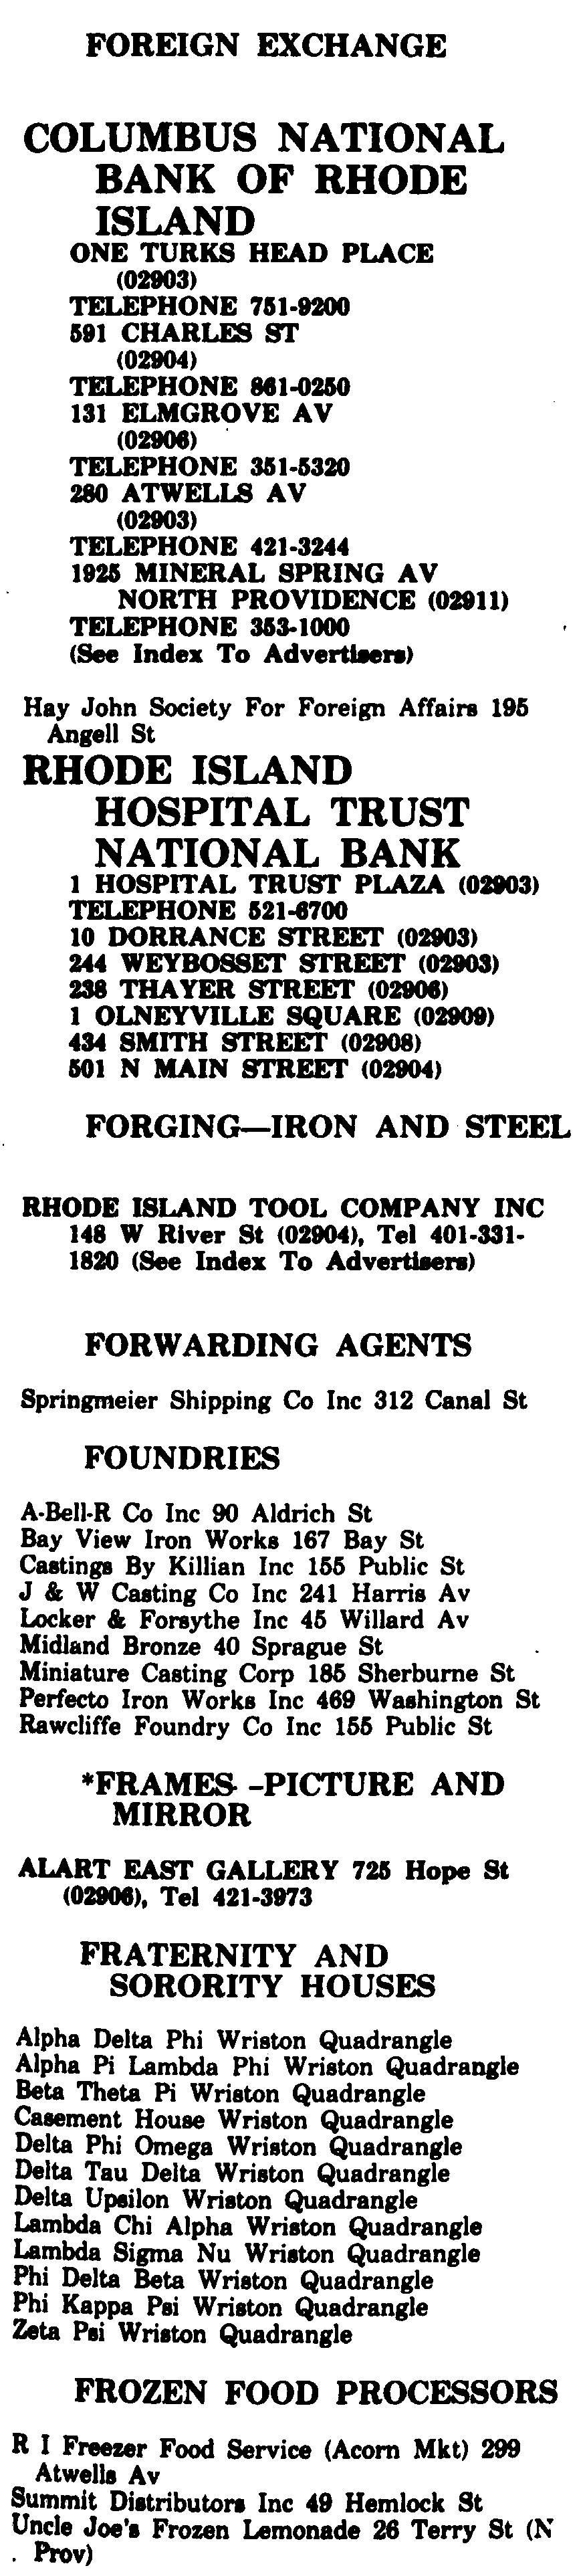 FOREIGN EXCHANGE
COLUMBUS NATIONAL
BANK OF RHODE
ISLAND
ONE TURKS HEAD PLACE
(02903)
TELEPHONE 751-9200
591 CHARLES ST
(02904)
TELEPHONE 861-0250
131 ELMGROVE AV
(02906)
TELEPHONE 351-5320
280 ATWELLS AV
(02903)
TELEPHONE 421-3244
1925 MINERAL SPRING AV
NORTH PROVIDENCE (02911)
TELEPHONE 353-1000
(See Index To Advertisers)
Hay John Society For Foreign Affairs 195
Angell St
RHODE ISLAND
HOSPITAL TRUST
NATIONAL BANK
1 HOSPITAL TRUST PLAZA (02903)
TELEPHONE 521-6700
10 DORRANCE STREET (02903)
244 WEYBOSSET STREET (02903)
238 THAYER STREET (02906)
1 OLNEYVILLE SQUARE (02909)
434 SMITH STREET (02908)
501 N MAIN STREET (02904)
FORGING—IRON AND STEEL
RHODE ISLAND TOOL COMPANY INC
148 W River St (02904), Tel 401-331-
1820 (See Index To Advertisers)
FORWARDING AGENTS
Springmeier Shipping Co Inc 312 Canal St
FOUNDRIES
A-Bell-R Co Inc 90 Aldrich St
Bay View Iron Works 167 Bay St
Castings By Killian Inc 155 Public St
J & W Casting Co Inc 241 Harris Av
Locker & Forsythe Inc 45 Willard Av
Midland Bronze 40 Sprague St
Miniature Casting Corp 185 Sherburne St
Perfecto Iron Works Inc 469 Washington St
Rawcliffe Foundry Co Inc 155 Public St
*FRAMES--PICTURE AND
MIRROR
ALART EAST GALLERY 725 Hope St
(02906), Tel 421-3973
FRATERNITY AND
SORORITY HOUSES
Alpha Delta Phi Wriston Quadrangle
Alpha Pi Lambda Phi Wriston Quadrangle
Beta Theta Pi Wriston Quadrangle
Casement House Wriston Quadrangle
Delta Phi Omega Wriston Quadrangle
Delta Tau Delta Wriston Quadrangle
Delta Upsilon Wriston Quadrangle
Lambda Chi Alpha Wriston Quadrangle
Lambda Sigma Nu Wriston Quadrangle
Phi Delta Beta Wriston Quadrangle
Phi Kappa Psi Wriston Quadrangle
Zeta Psi Wriston Quadrangle
FROZEN FOOD PROCESSORS
R I Freezer Food Service (Acorn Mkt) 299
Atwells Av
Summit Distributors Inc 49 Hemlock St
Uncle Joe's Frozen Lemonade 26 Terry St (N
Prov)